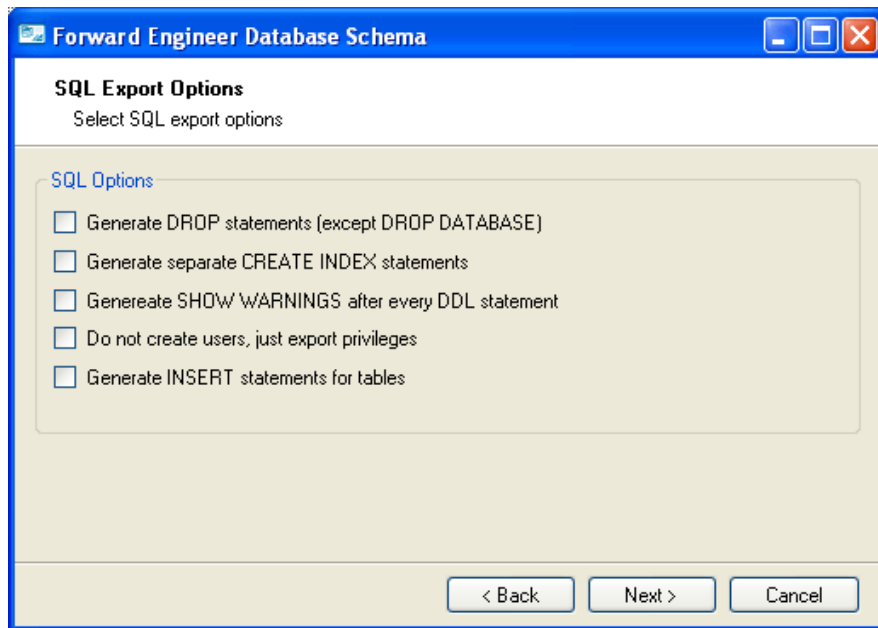 Forward Engineer Database Schema
SQL Export Options
Select SQL export options
SQL Options
Generate DROP statements (except DROP DATABASE)
Generate separate CREATE INDEX statements
Genereate SHOW WARNINGS after every DDL statement
Do not create users, just export privileges
Generate INSERT statements for tables
< Back Next > Cancel